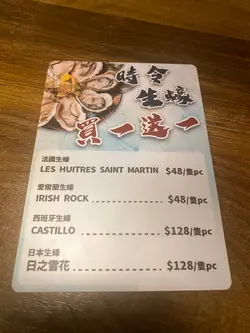 時令
生蠔
買一送一
法國生蠔
LES HUITRES SAINT MARTIN $48/隻pc
愛爾蘭生蠔
IRISH ROCK $48/隻pc
西班牙生蠔
CASTILLO $128/隻pc
日本生蠔
日之雪花 $128/隻pc